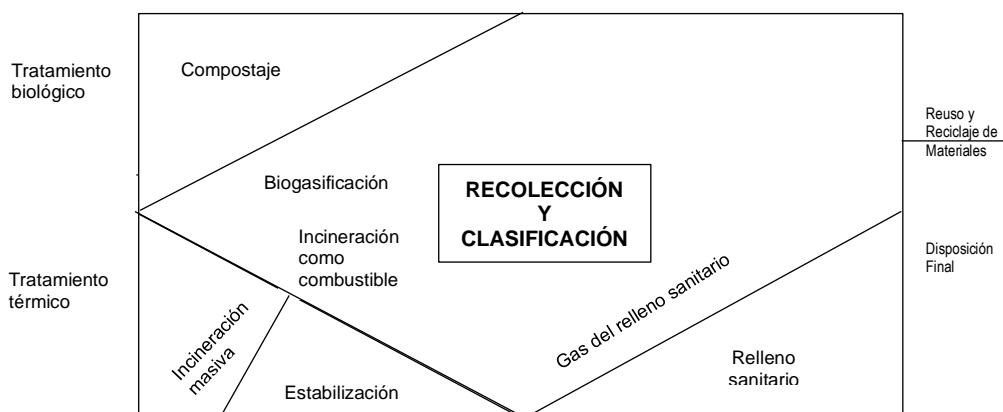 Tratamiento
biológico
Compostaje
Reuso y
Reciclaje de
Materiales
Biogasificación
RECOLECCIÓN
Y
CLASIFICACIÓN
Incineración
como
combustible
Tratamiento
térmico
Disposición
Final
Gas del relleno sanitario
Incineración
masiva
Estabilización
Relleno
sanitario